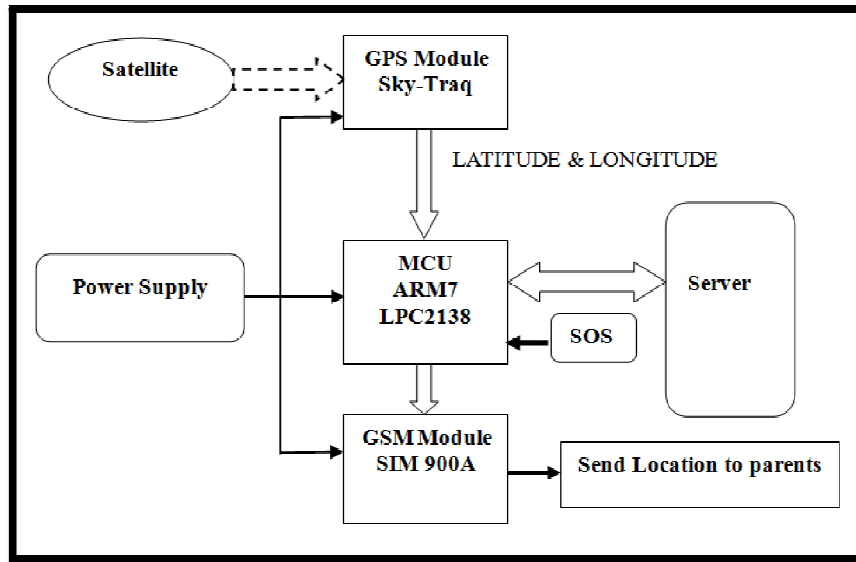 Satellite
GPS Module
Sky-Traq
LATITUDE & LONGITUDE
Power Supply
MCU
ARM7
LPC2138
Server
SOS
GSM Module
SIM 900A
Send Location to parents